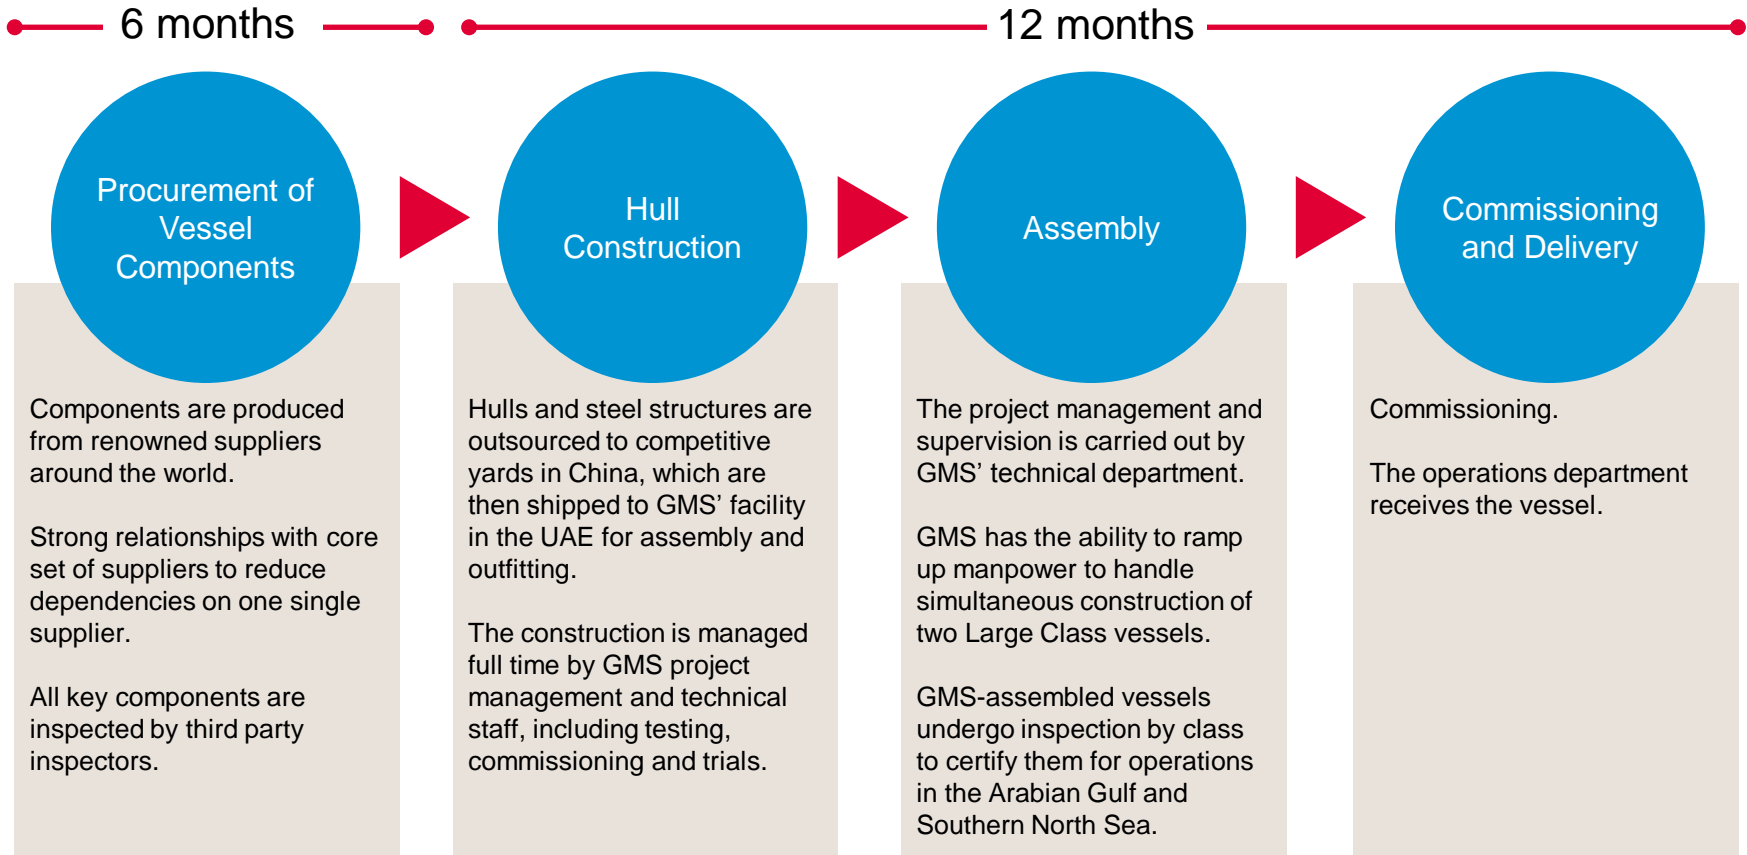 6 months
12 months
Procurement of
Vessel
Components
Hull
Construction
Assembly
Commissioning
and Delivery
Components are produced
from renowned suppliers
around the world.
Strong relationships with core
set of suppliers to reduce
dependencies on one single
supplier.
All key components are
inspected by third party
inspectors.
Hulls and steel structures are
outsourced to competitive
yards in China, which are
then shipped to GMS’ facility
in the UAE for assembly and
outfitting.
The construction is managed
full time by GMS project
management and technical
staff, including testing,
commissioning and trials.
The project management and
supervision is carried out by
GMS’ technical department.
GMS has the ability to ramp
up manpower to handle
simultaneous construction of
two Large Class vessels.
GMS-assembled vessels
undergo inspection by class
to certify them for operations
in the Arabian Gulf and
Southern North Sea.
Commissioning.
The operations department
receives the vessel.